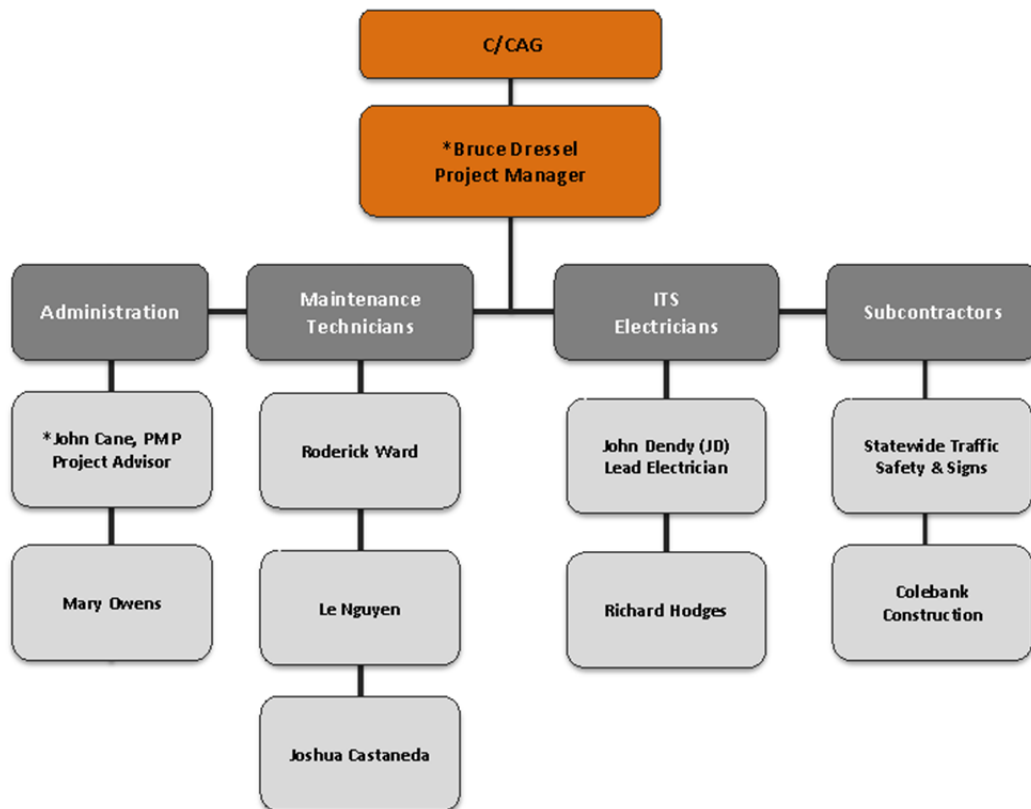 C/CAG
*Bruce Dressel
Project Manager
Administration
Maintenance
Technicians
ITS
Electricians
Subcontractors
*John Cane, PMP
Project Advisor
Roderick Ward
John Dendy (JD)
Lead Electrician
Statewide Traffic
Safety & Signs
Mary Owens
Le Nguyen
Richard Hodges
Colebank
Construction
Joshua Castaneda